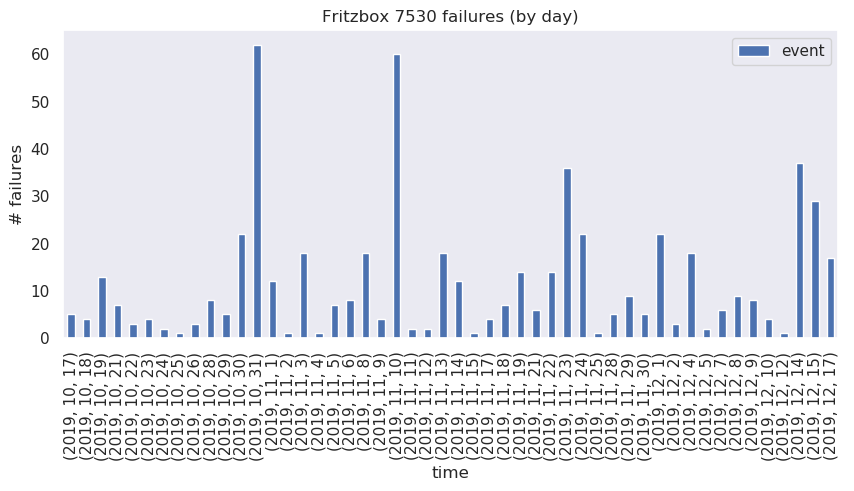 Fritzbox 7530 failures (by day)
event
# failures
60
50
40
30
20
10
0
(2019, 10, 17)
(2019, 10, 18)
(2019, 10, 19)
(2019, 10, 21)
(2019, 10, 22)
(2019, 10, 23)
(2019, 10, 24)
(2019, 10, 25)
(2019, 10, 26)
(2019, 10, 28)
(2019, 10, 29)
(2019, 10, 30)
(2019, 10, 31)
(2019, 11, 1)
(2019, 11, 2)
(2019, 11, 3)
(2019, 11, 4)
(2019, 11, 5)
(2019, 11, 6)
(2019, 11, 8)
(2019, 11, 9)
(2019, 11, 10)
(2019, 11, 11)
(2019, 11, 12)
(2019, 11, 13)
(2019, 11, 14)
(2019, 11, 15)
(2019, 11, 17)
(2019, 11, 18)
(2019, 11, 19)
(2019, 11, 21)
(2019, 11, 22)
(2019, 11, 23)
(2019, 11, 24)
(2019, 11, 25)
(2019, 11, 28)
(2019, 11, 29)
(2019, 11, 30)
(2019, 12, 1)
(2019, 12, 2)
(2019, 12, 4)
(2019, 12, 5)
(2019, 12, 7)
(2019, 12, 8)
(2019, 12, 9)
(2019, 12, 10)
(2019, 12, 12)
(2019, 12, 14)
(2019, 12, 15)
(2019, 12, 17)
time